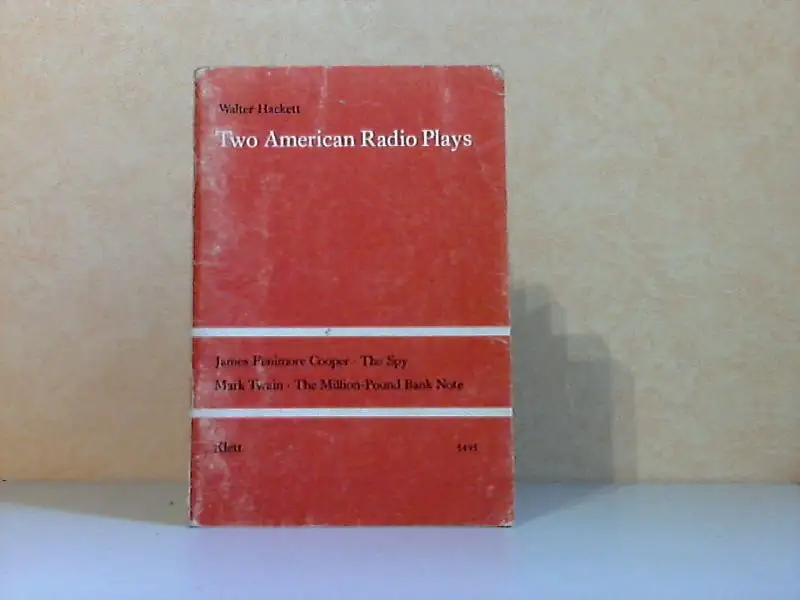 Walter Hackett
Two American Radio Plays
James Fenimore Cooper · The Spy
Mark Twain · The Million-Pound Bank Note
Klett
5495